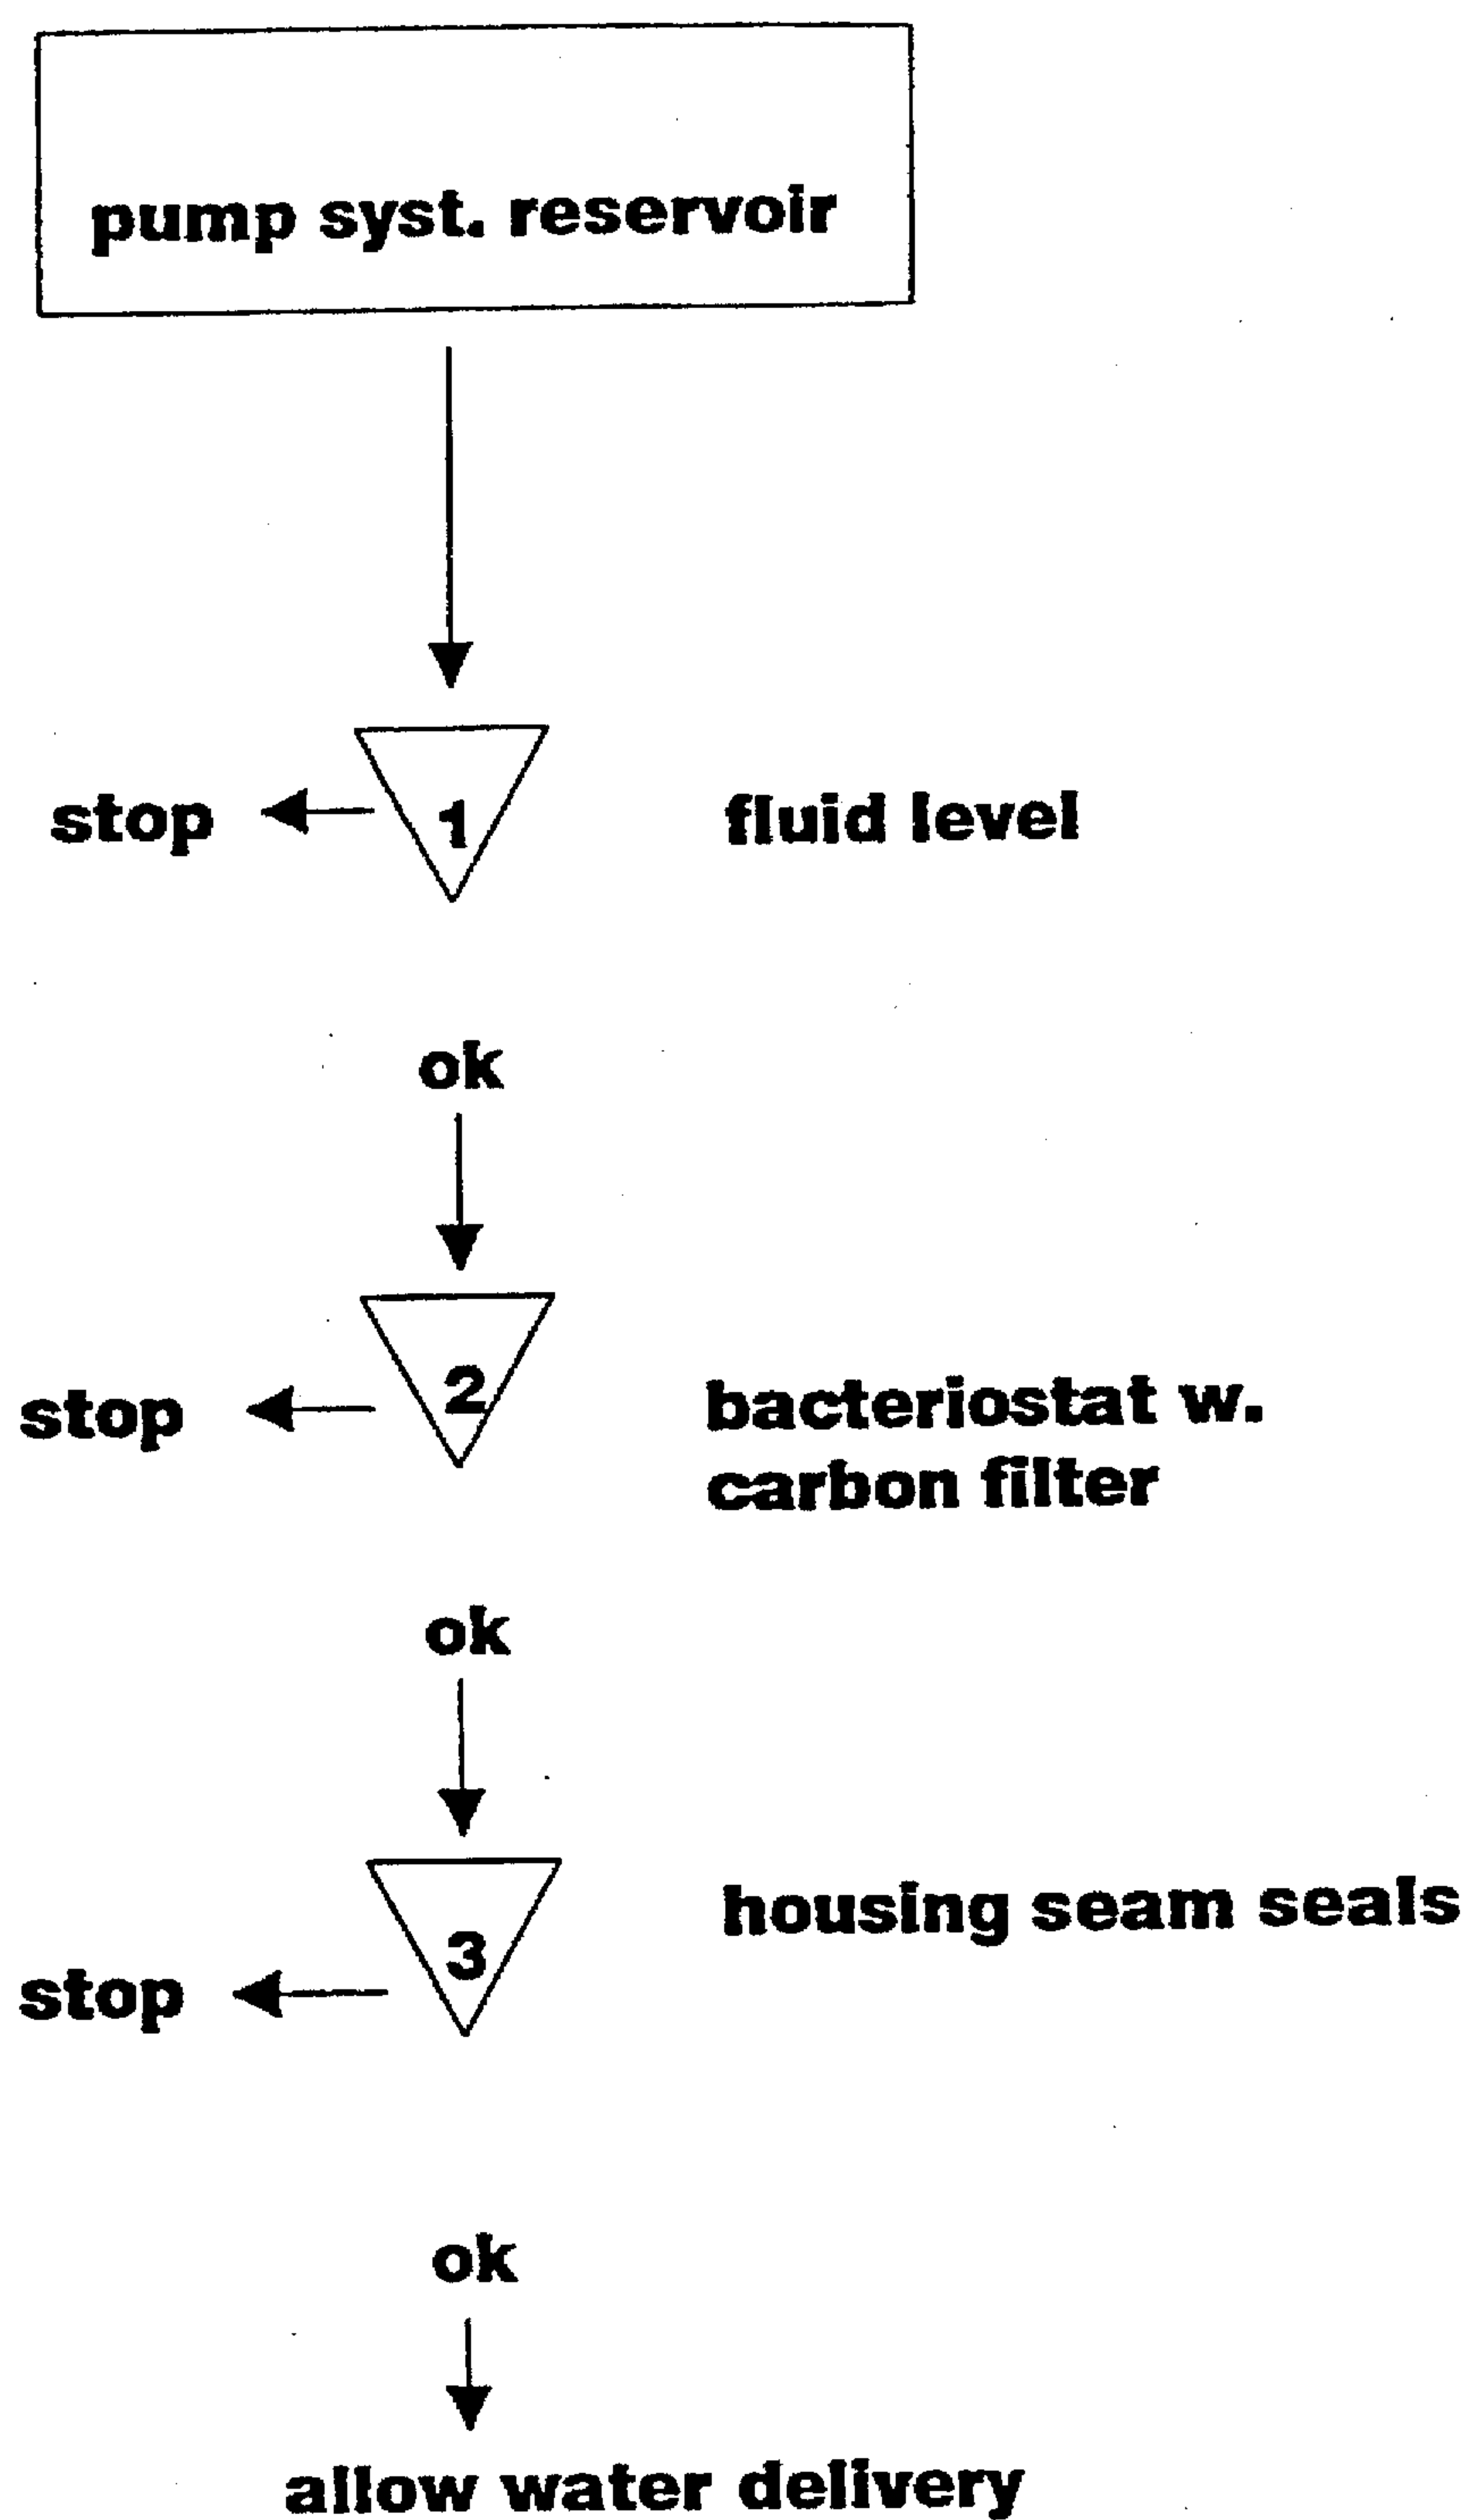 pump syst. reservoir
stop
1
fluid level
ok
stop
2
bacteriostat w.
carbon filter
ok
stop
3
housing seam seals
ok
allow water delivery